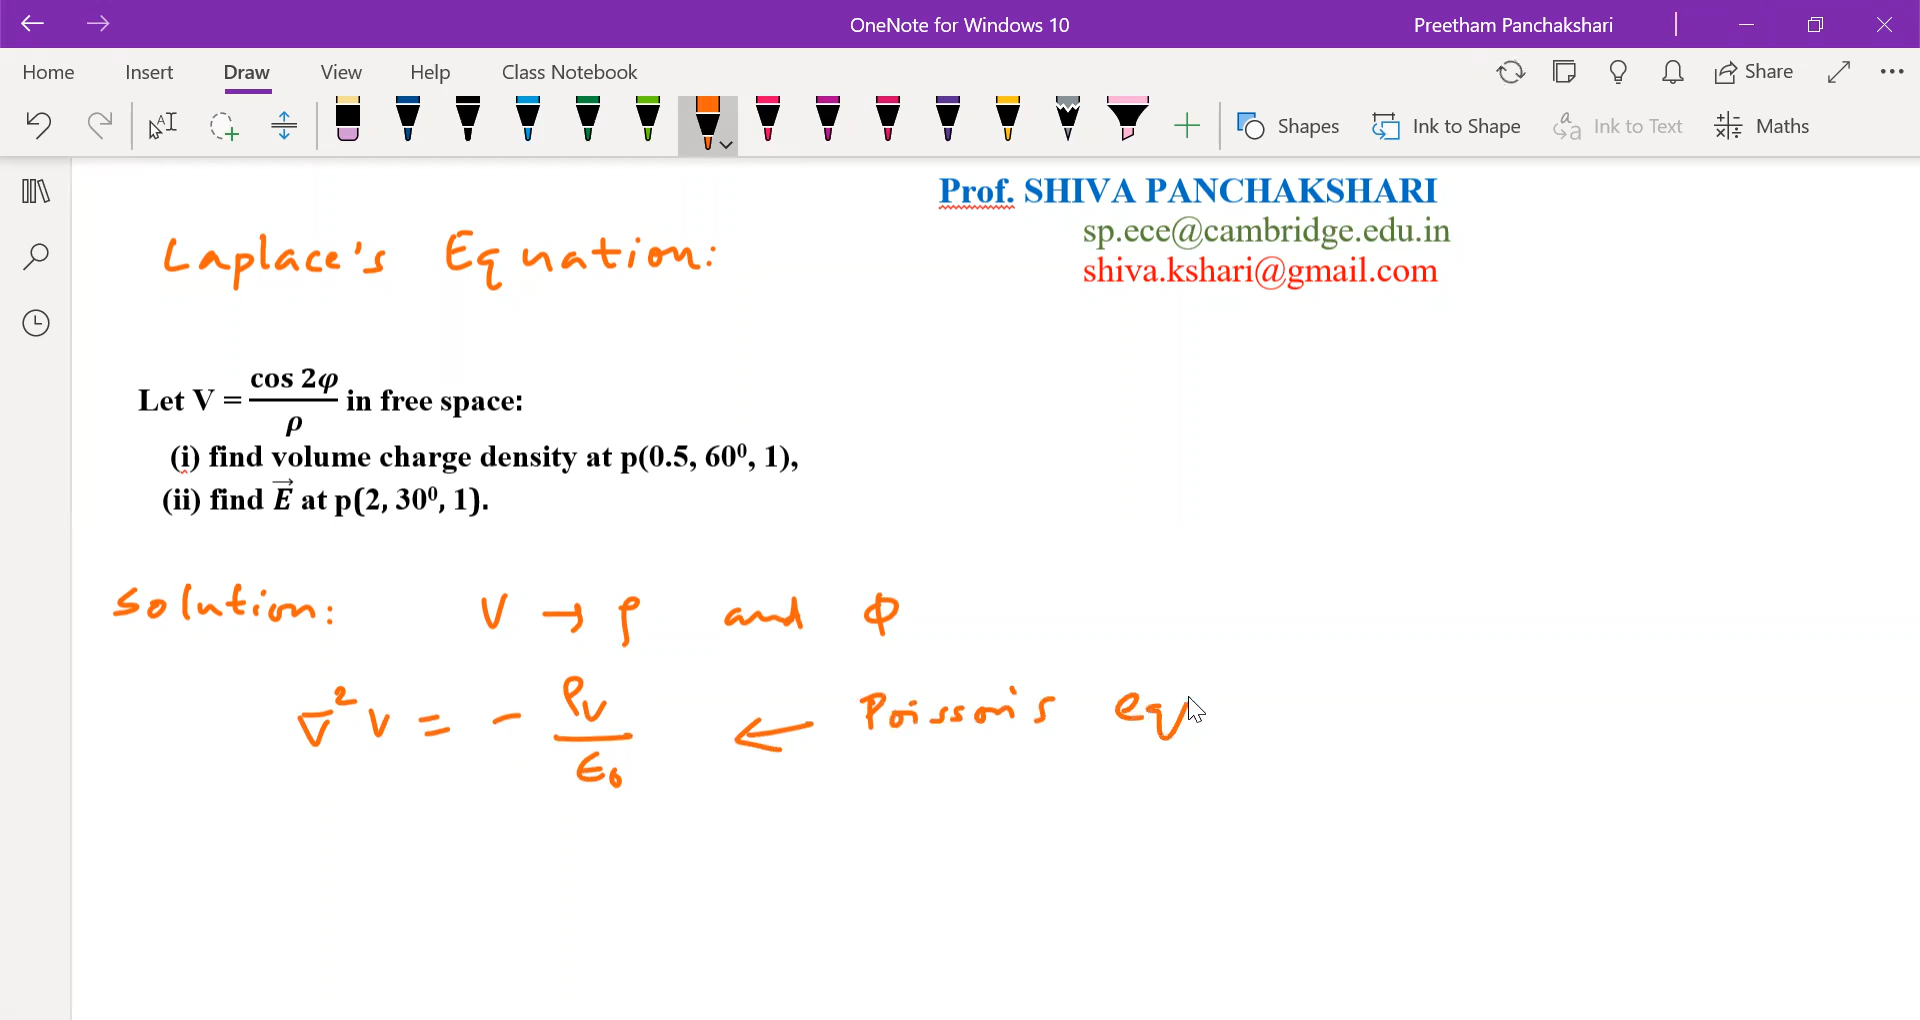 OneNote for Windows 10
Preetham Panchakshari
Home Insert Draw View Help Class Notebook
Share
Shapes Ink to Shape Ink to Text Maths
Prof. SHIVA PANCHAKSHARI
sp.ece@cambridge.edu.in
shiva.kshari@gmail.com
Laplace's Equation:
Let V = cos 2φ / ρ in free space:
(i) find volume charge density at p(0.5, 60⁰, 1),
(ii) find E⃗ at p(2, 30⁰, 1).
Solution: V → ρ and Φ
∇²V = - ρv / ϵ₀ ← Poisson's eq